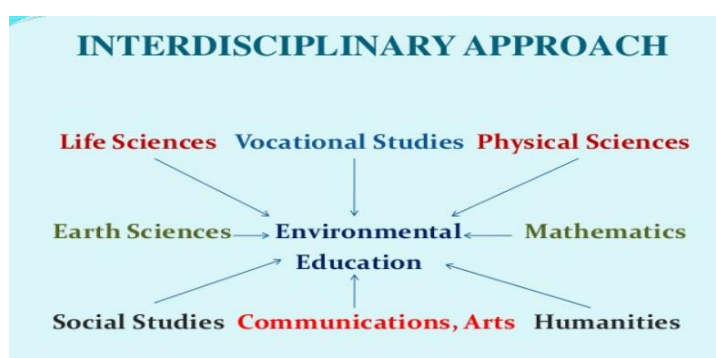 INTERDISCIPLINARY APPROACH
Life Sciences Vocational Studies Physical Sciences
Earth Sciences Environmental Mathematics
Education
Social Studies Communications, Arts Humanities